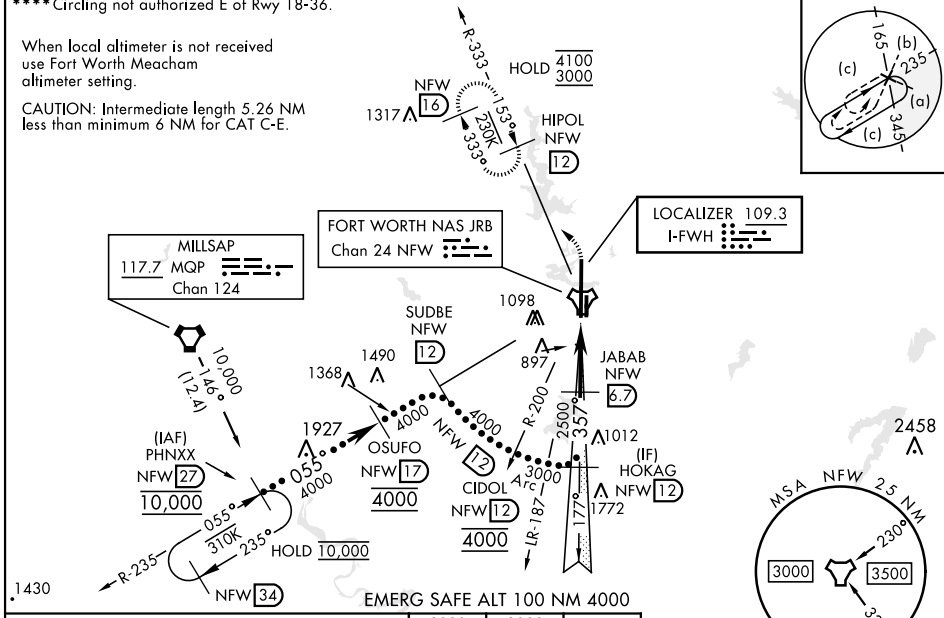 ****Circling not authorized E of Rwy 18-36.
When local altimeter is not received
use Fort Worth Meacham
altimeter setting.
CAUTION: Intermediate length 5.26 NM
less than minimum 6 NM for CAT C-E.
R-333
HOLD 4100
3000
NFW
16
1317
153°
230K
333°
HIPOL
NFW
12
165
(b)
235
(c)
(a)
(c)
345
FORT WORTH NAS JRB
Chan 24 NFW
LOCALIZER 109.3
I-FWH
MILLSAP
117.7 MQP
Chan 124
10,000
146°
(12.4)
SUDBE
NFW
12
1098
897
1490
1368
JABAB
NFW
6.7
4000
4000
R-200
2500
357°
1012
NFW
12
Arc
3000
1927
OSUFO
NFW 17
4000
(IAF)
PHNXX
NFW 27
10,000
055°
4000
(IF)
HOKAG
NFW 12
2458
CIDOL
NFW 12
4000
LR-187
177°
1772
055°
310K
235°
HOLD 10,000
R-235
NFW 34
1430
MSA NFW 25 NM
230°
3000
3500
EMERG SAFE ALT 100 NM 4000